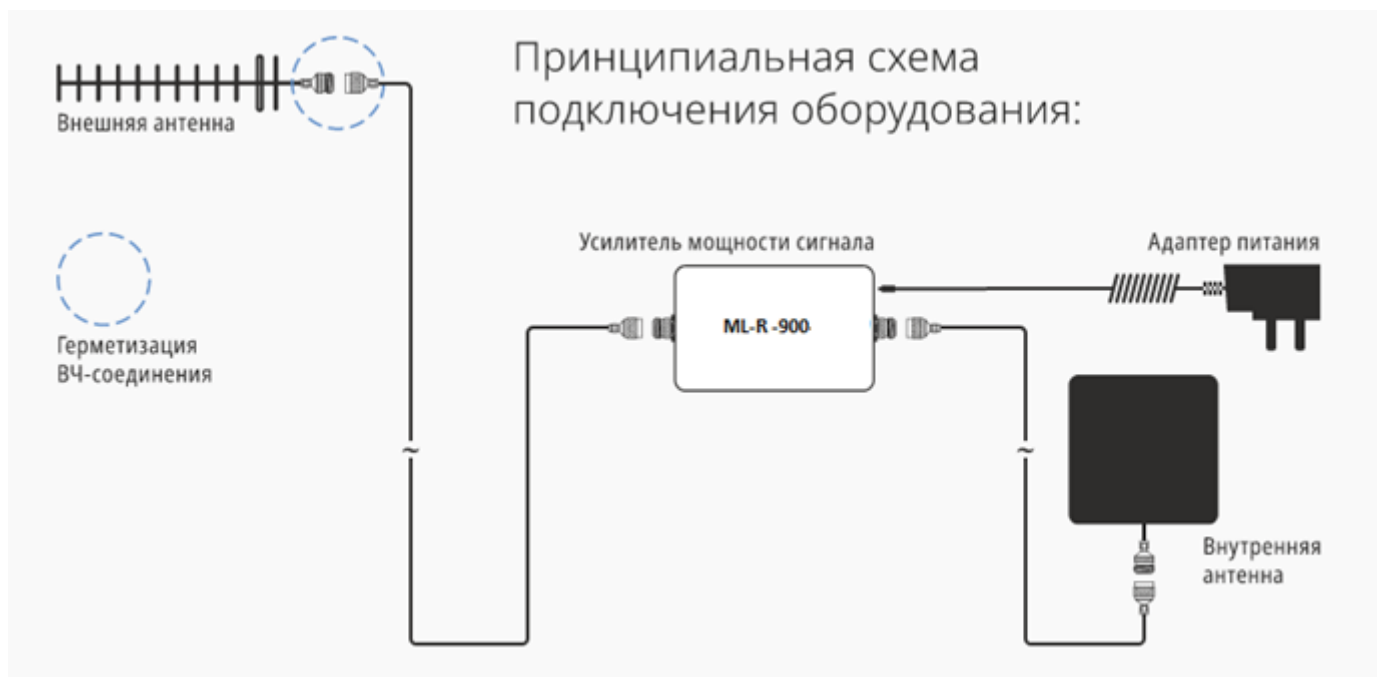 Принципиальная схема
подключения оборудования:
Внешняя антенна
Усилитель мощности сигнала
Адаптер питания
ML-R -900
Герметизация
ВЧ-соединения
~
~
Внутренняя
антенна